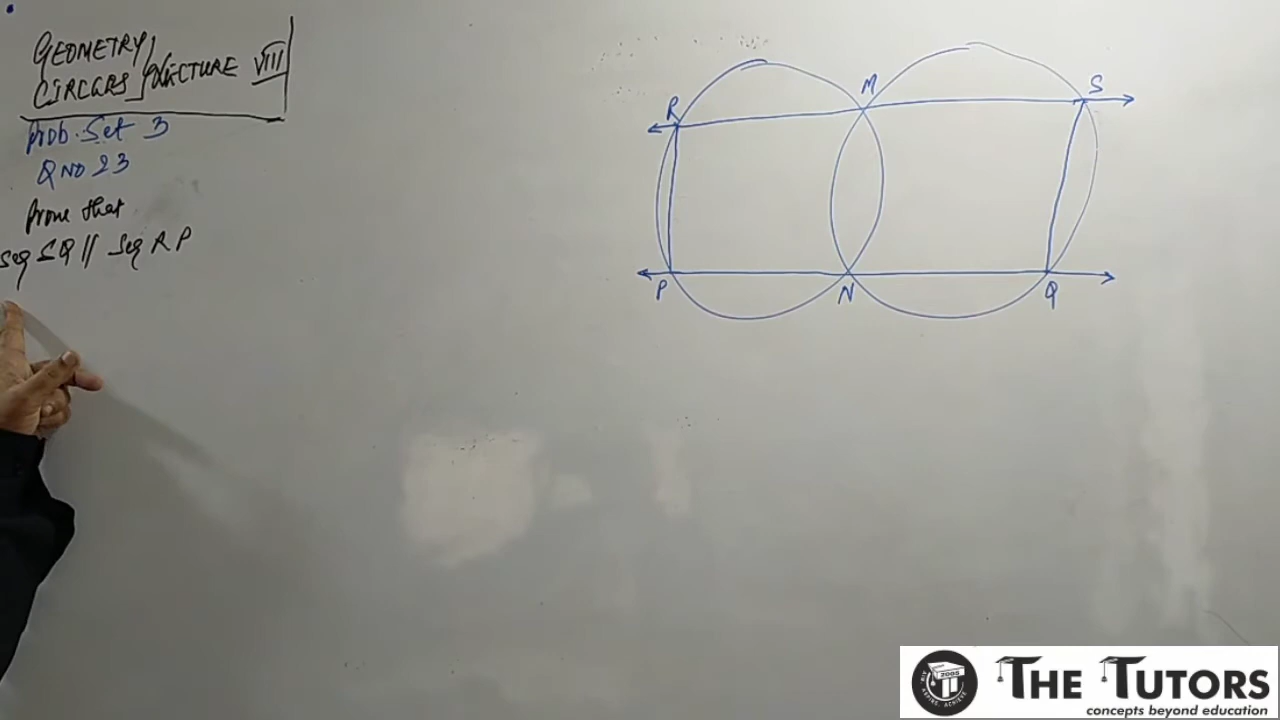 GEOMETRY
CIRCLES LECTURE VIII
Prob. Set 3
Q NO 23
Prove that
seg SQ || seg RP
R M S
P N Q
2005
THE TUTORS
concepts beyond education